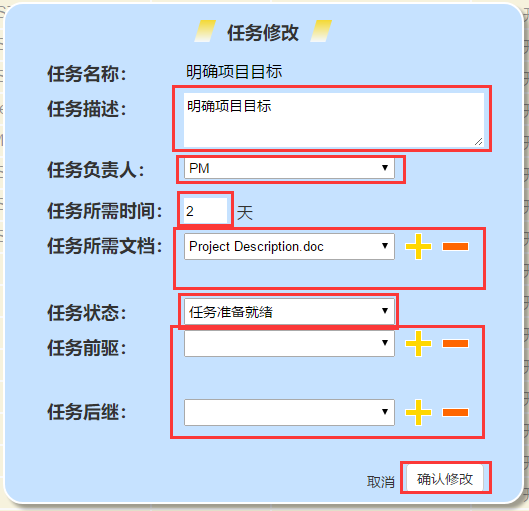 任务修改
任务名称： 明确项目目标
任务描述： 明确项目目标
任务负责人： PM
任务所需时间： 2 天
任务所需文档： Project Description.doc
任务状态： 任务准备就绪
任务前驱：
任务后继：
取消 确认修改